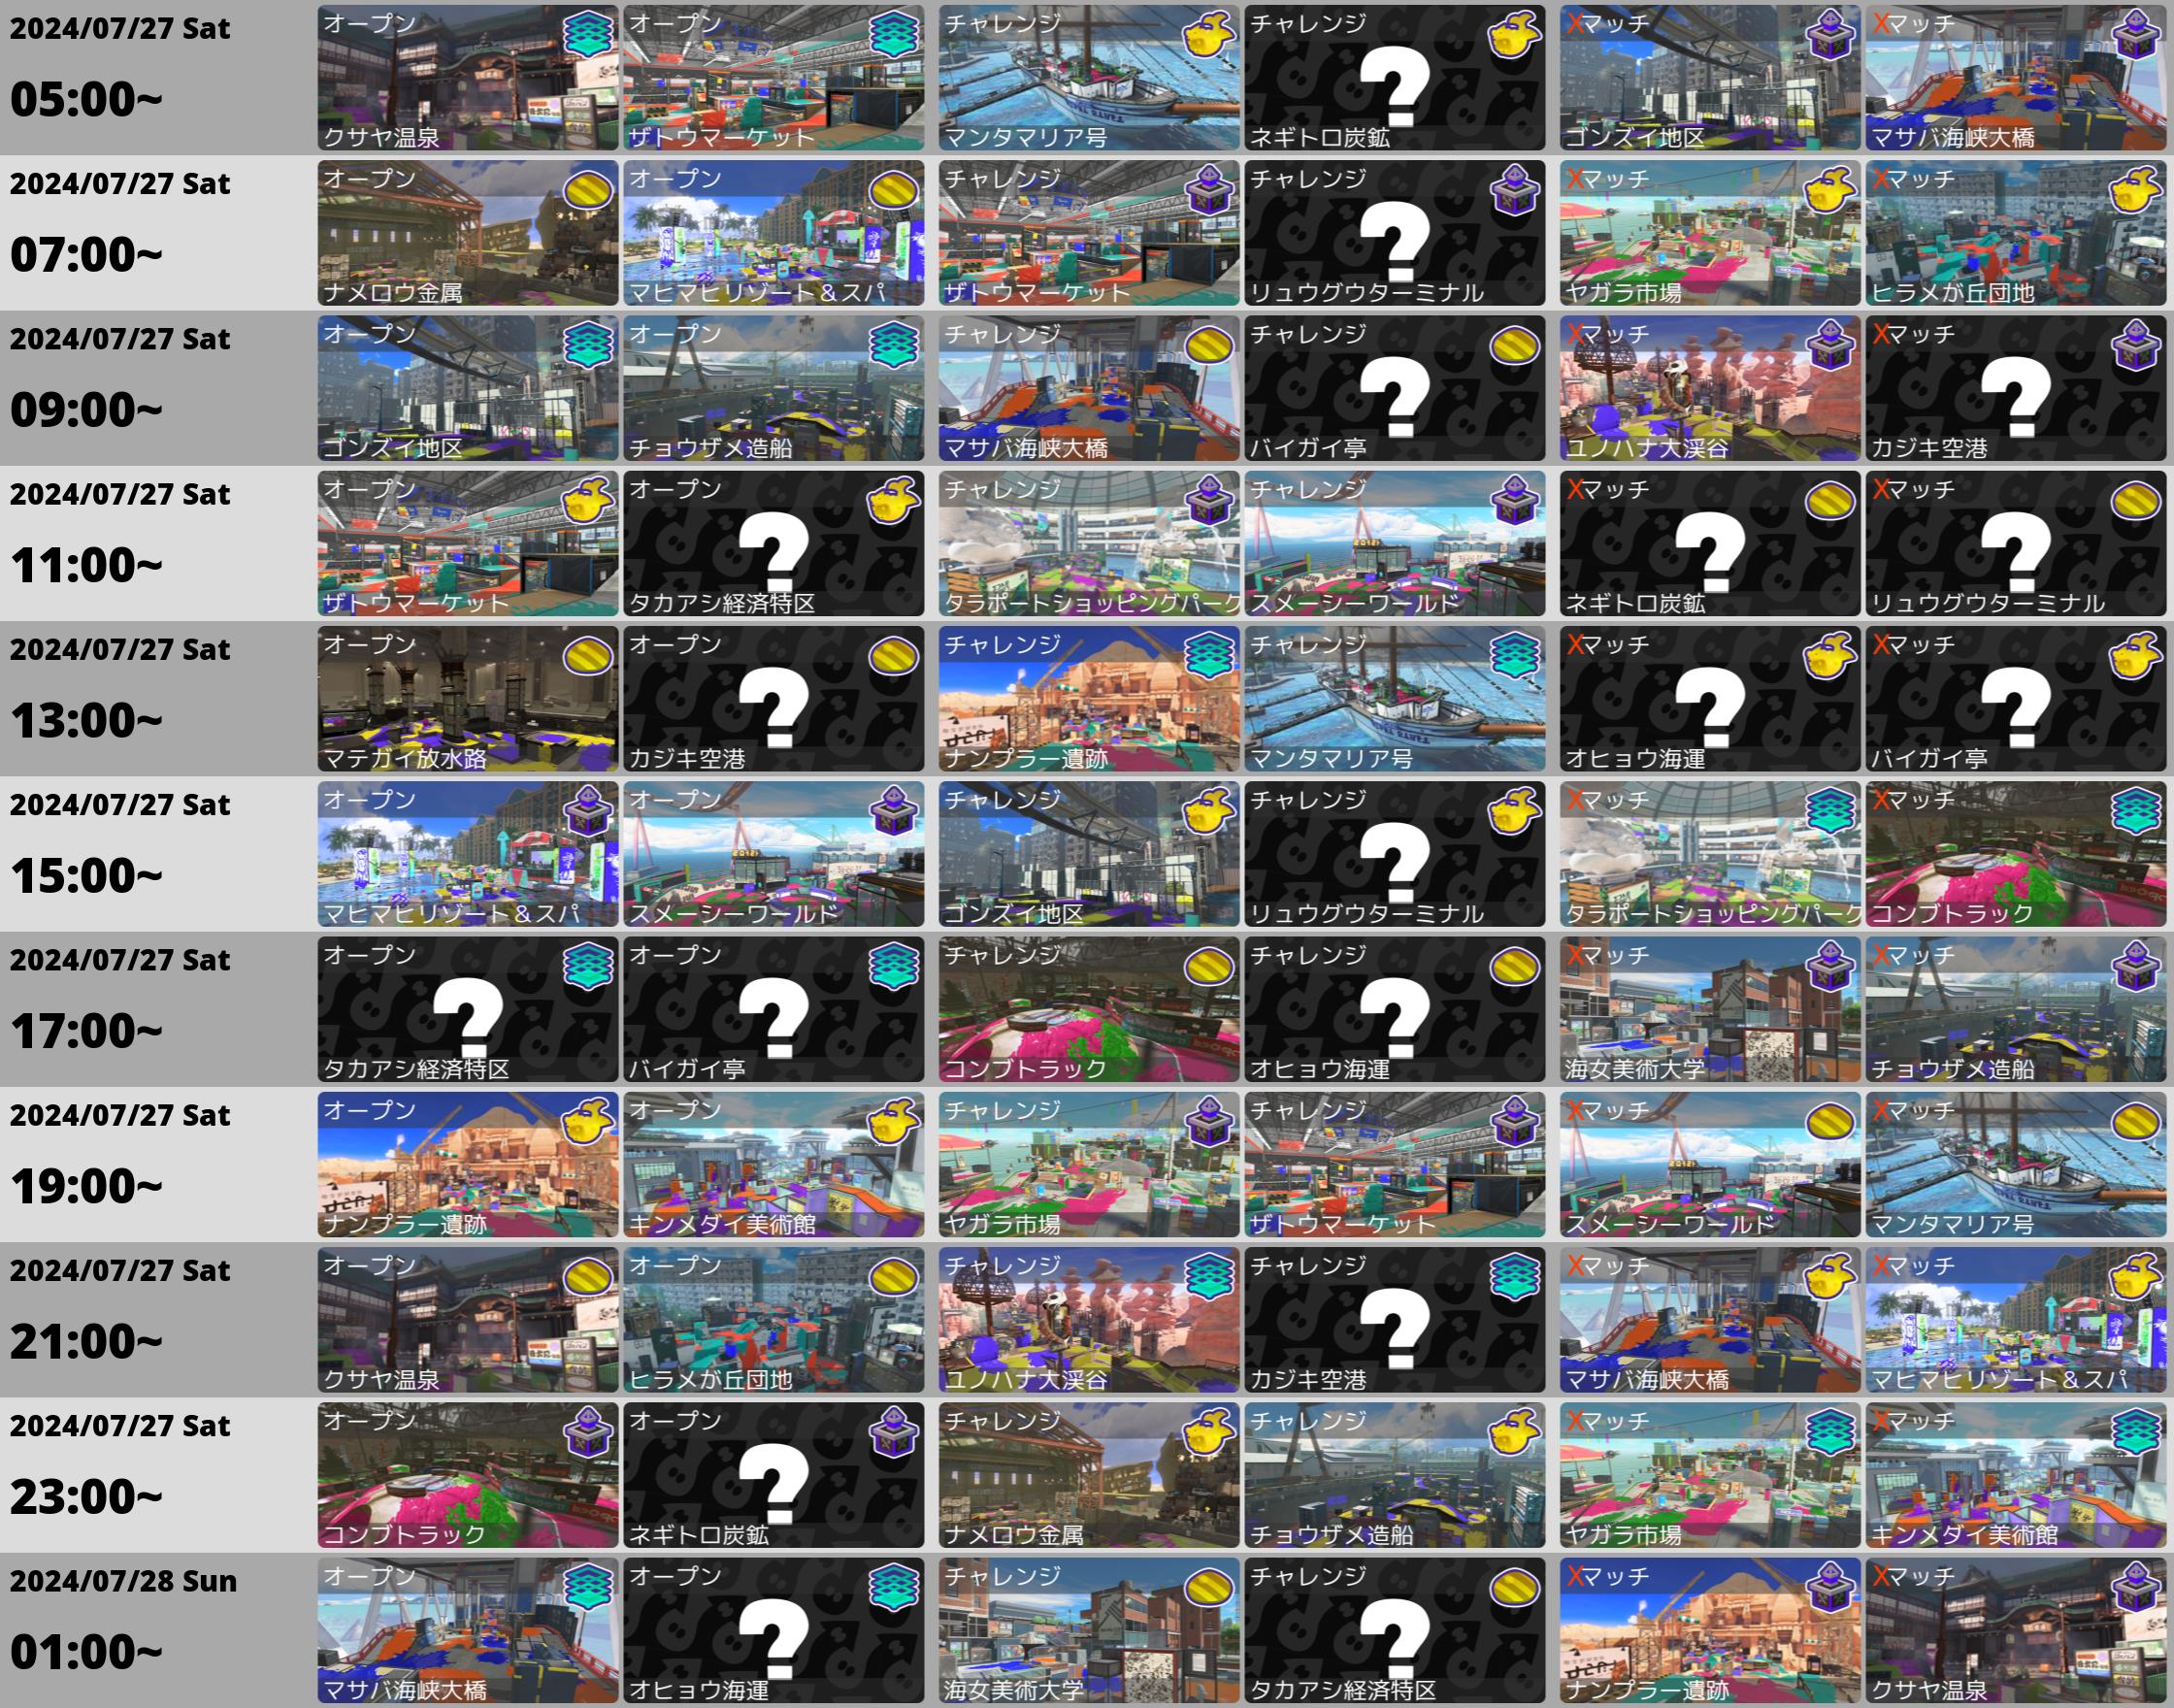 2024/07/27 Sat
05:00~
オープン
クサヤ温泉
オープン
ザトウマーケット
チャレンジ
マンタマリア号
チャレンジ
ネギトロ炭鉱
Xマッチ
ゴンズイ地区
Xマッチ
マサバ海峡大橋
2024/07/27 Sat
07:00~
オープン
ナメロウ金属
オープン
マヒマヒリゾート＆スパ
チャレンジ
ザトウマーケット
チャレンジ
リュウグウターミナル
Xマッチ
ヤガラ市場
Xマッチ
ヒラメが丘団地
2024/07/27 Sat
09:00~
オープン
ゴンズイ地区
オープン
チョウザメ造船
チャレンジ
マサバ海峡大橋
チャレンジ
バイガイ亭
Xマッチ
ユノハナ大渓谷
Xマッチ
カジキ空港
2024/07/27 Sat
11:00~
オープン
ザトウマーケット
オープン
タカアシ経済特区
チャレンジ
タラポートショッピングパーク
チャレンジ
スメーシーワールド
Xマッチ
ネギトロ炭鉱
Xマッチ
リュウグウターミナル
2024/07/27 Sat
13:00~
オープン
マテガイ放水路
オープン
カジキ空港
チャレンジ
ナンプラー遺跡
チャレンジ
マンタマリア号
Xマッチ
オヒョウ海運
Xマッチ
バイガイ亭
2024/07/27 Sat
15:00~
オープン
マヒマヒリゾート＆スパ
オープン
スメーシーワールド
チャレンジ
ゴンズイ地区
チャレンジ
リュウグウターミナル
Xマッチ
タラポートショッピングパーク
Xマッチ
コンブトラック
2024/07/27 Sat
17:00~
オープン
タカアシ経済特区
オープン
バイガイ亭
チャレンジ
コンブトラック
チャレンジ
オヒョウ海運
Xマッチ
海女美術大学
Xマッチ
チョウザメ造船
2024/07/27 Sat
19:00~
オープン
ナンプラー遺跡
オープン
キンメダイ美術館
チャレンジ
ヤガラ市場
チャレンジ
ザトウマーケット
Xマッチ
スメーシーワールド
Xマッチ
マンタマリア号
2024/07/27 Sat
21:00~
オープン
クサヤ温泉
オープン
ヒラメが丘団地
チャレンジ
ユノハナ大渓谷
チャレンジ
カジキ空港
Xマッチ
マサバ海峡大橋
Xマッチ
マヒマヒリゾート＆スパ
2024/07/27 Sat
23:00~
オープン
コンブトラック
オープン
ネギトロ炭鉱
チャレンジ
ナメロウ金属
チャレンジ
チョウザメ造船
Xマッチ
ヤガラ市場
Xマッチ
キンメダイ美術館
2024/07/28 Sun
01:00~
オープン
マサバ海峡大橋
オープン
オヒョウ海運
チャレンジ
海女美術大学
チャレンジ
タカアシ経済特区
Xマッチ
ナンプラー遺跡
Xマッチ
クサヤ温泉